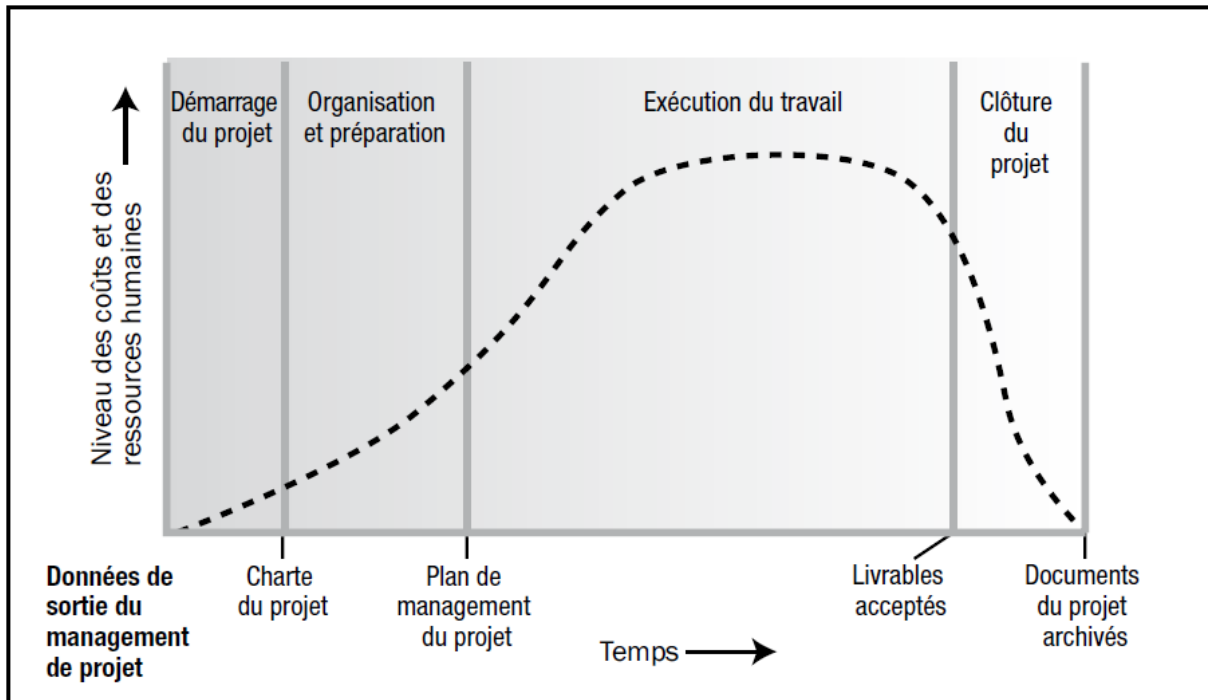 Démarrage
du projet
Organisation
et préparation
Exécution du travail
Clôture
du
projet
Niveau des coûts et des
ressources humaines
Données de
sortie du
management
de projet
Charte
du projet
Plan de
management
du projet
Livrables
acceptés
Documents
du projet
archivés
Temps